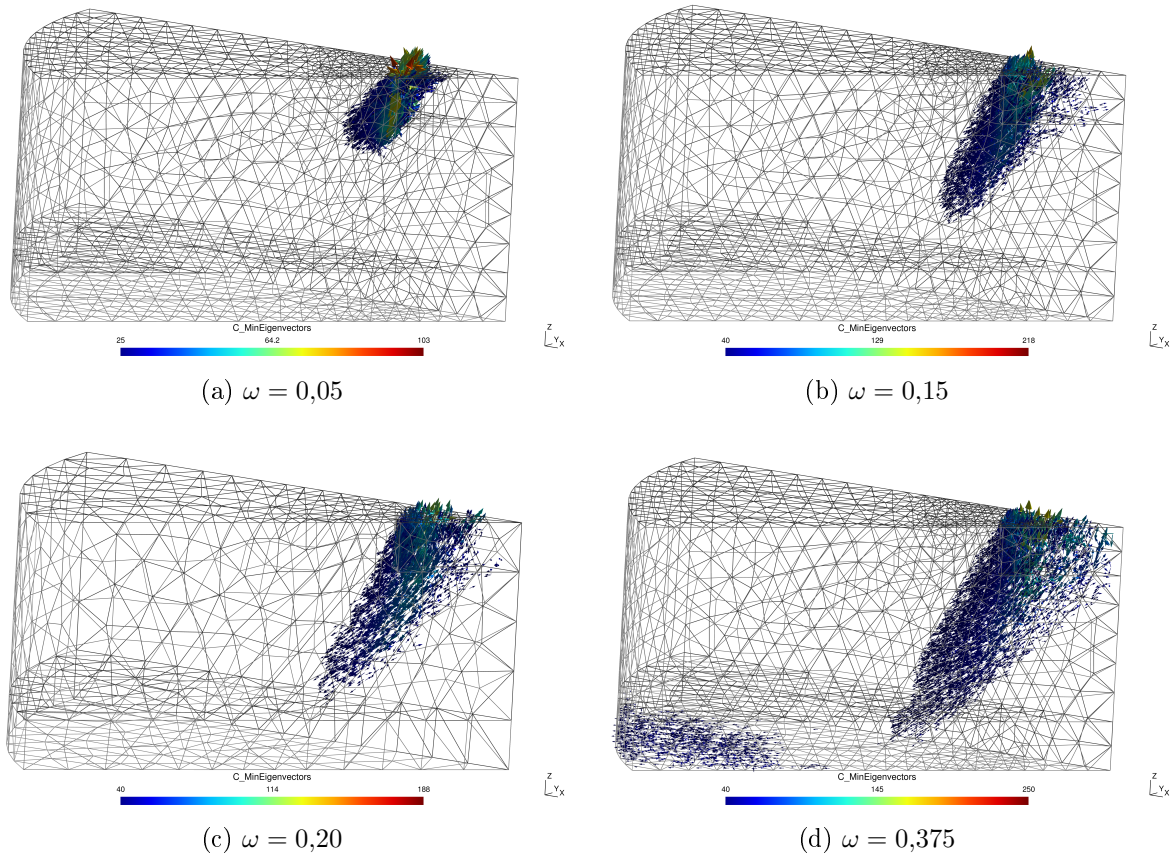 C_MinEigenvectors
25 64.2 103
Z
Y X
(a) ω = 0,05
C_MinEigenvectors
40 129 218
Z
Y X
(b) ω = 0,15
C_MinEigenvectors
40 114 188
Z
Y X
(c) ω = 0,20
C_MinEigenvectors
40 145 250
Z
Y X
(d) ω = 0,375